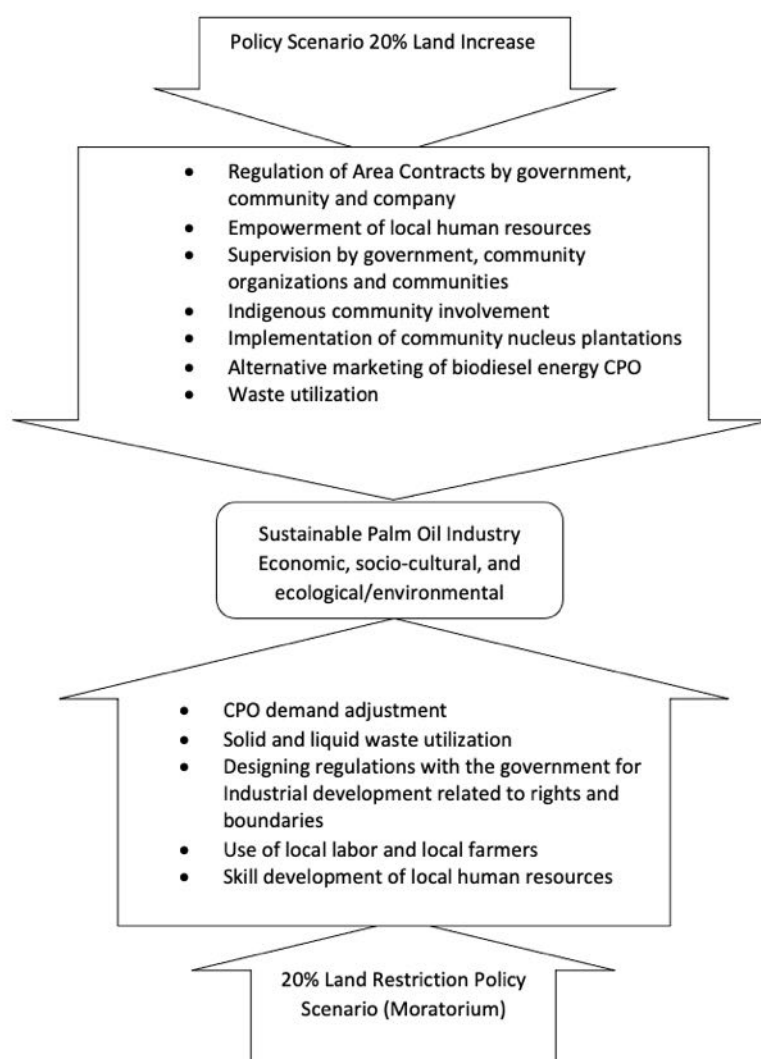 Policy Scenario 20% Land Increase
• Regulation of Area Contracts by government,
community and company
• Empowerment of local human resources
• Supervision by government, community
organizations and communities
• Indigenous community involvement
• Implementation of community nucleus plantations
• Alternative marketing of biodiesel energy CPO
• Waste utilization
Sustainable Palm Oil Industry
Economic, socio-cultural, and
ecological/environmental
• CPO demand adjustment
• Solid and liquid waste utilization
• Designing regulations with the government for
Industrial development related to rights and
boundaries
• Use of local labor and local farmers
• Skill development of local human resources
20% Land Restriction Policy
Scenario (Moratorium)